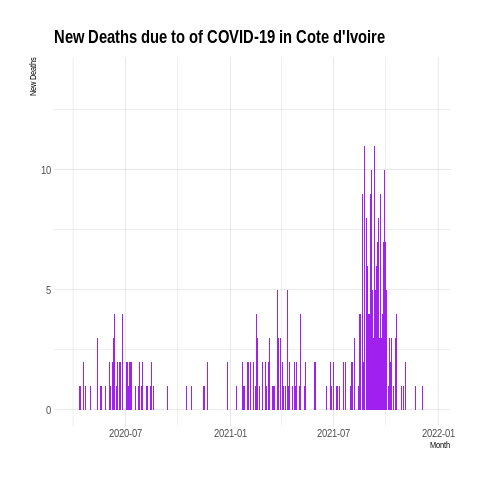 New Deaths due to of COVID-19 in Cote d'Ivoire
New Deaths
10
5
0
2020-07
2021-01
2021-07
2022-01
Month